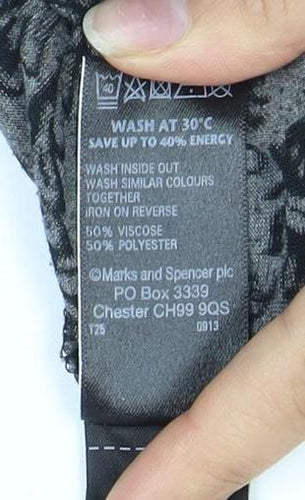 40
WASH AT 30°C
SAVE UP TO 40% ENERGY
WASH INSIDE OUT
WASH SIMILAR COLOURS
TOGETHER
IRON ON REVERSE
50% VISCOSE
50% POLYESTER
©Marks and Spencer plc
PO Box 3339
Chester CH99 9QS
T25 0913